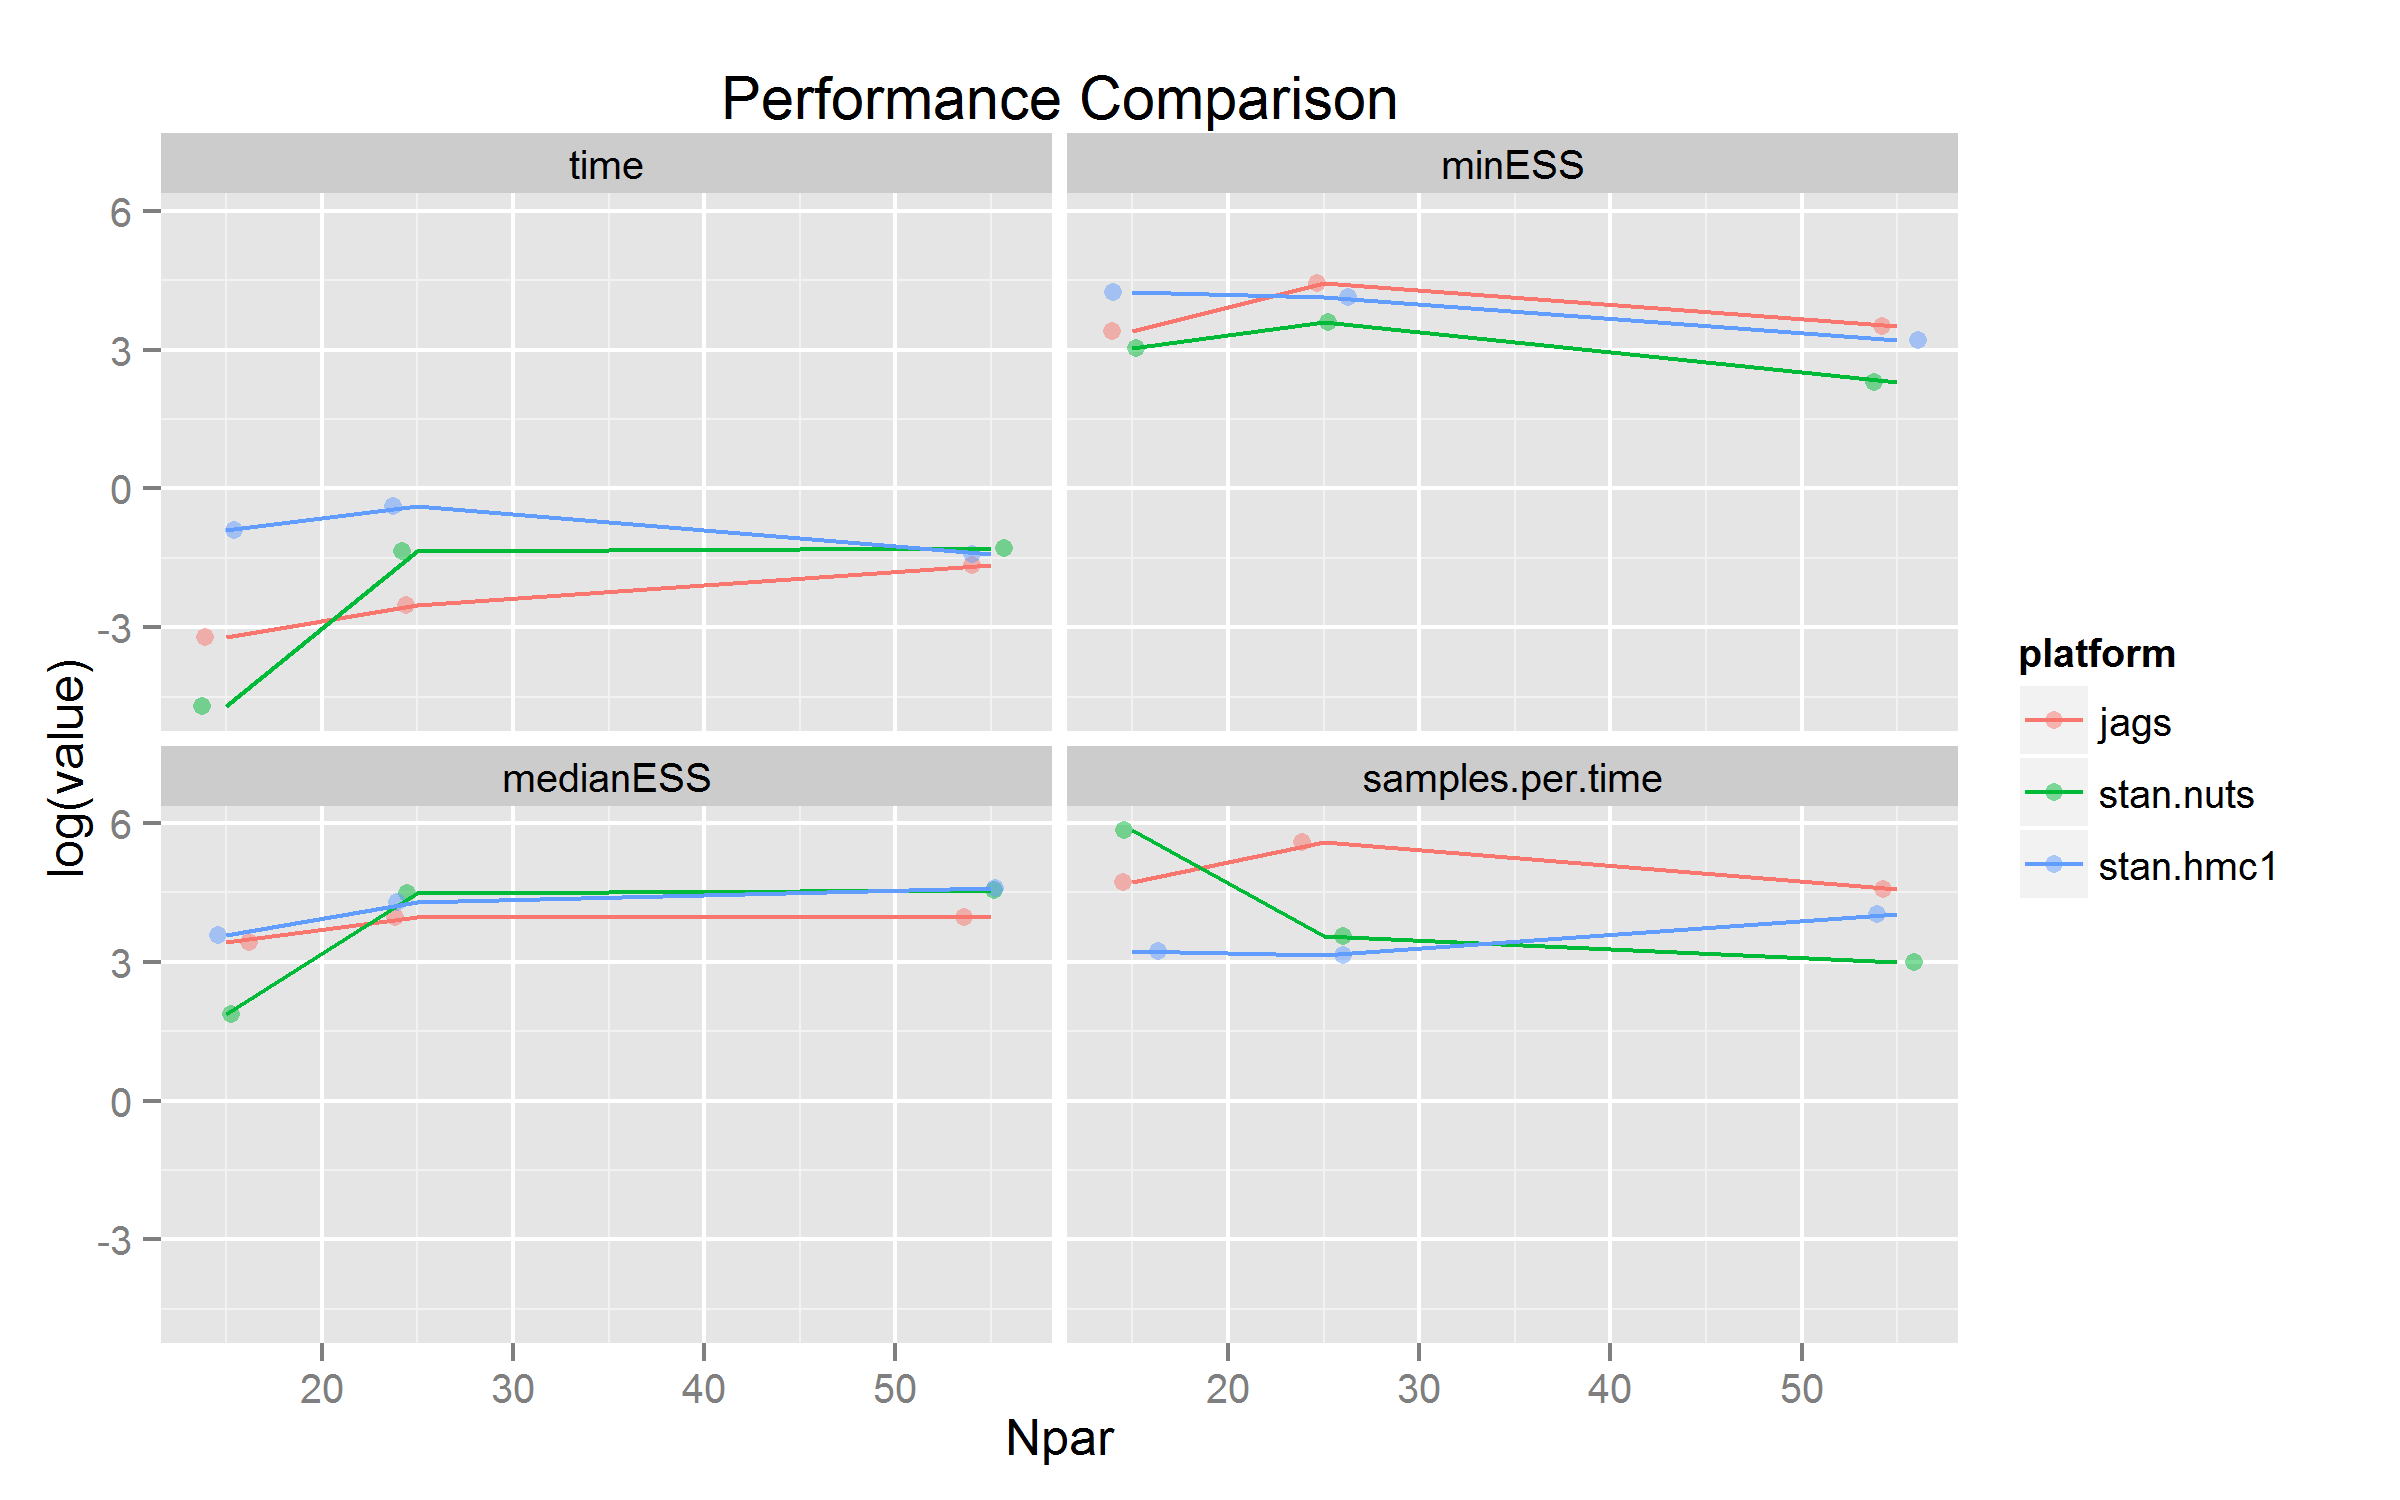 Performance Comparison
time
minESS
6
3
0
-3
medianESS
samples.per.time
6
3
0
-3
20 30 40 50
20 30 40 50
Npar
log(value)
platform
jags
stan.nuts
stan.hmc1